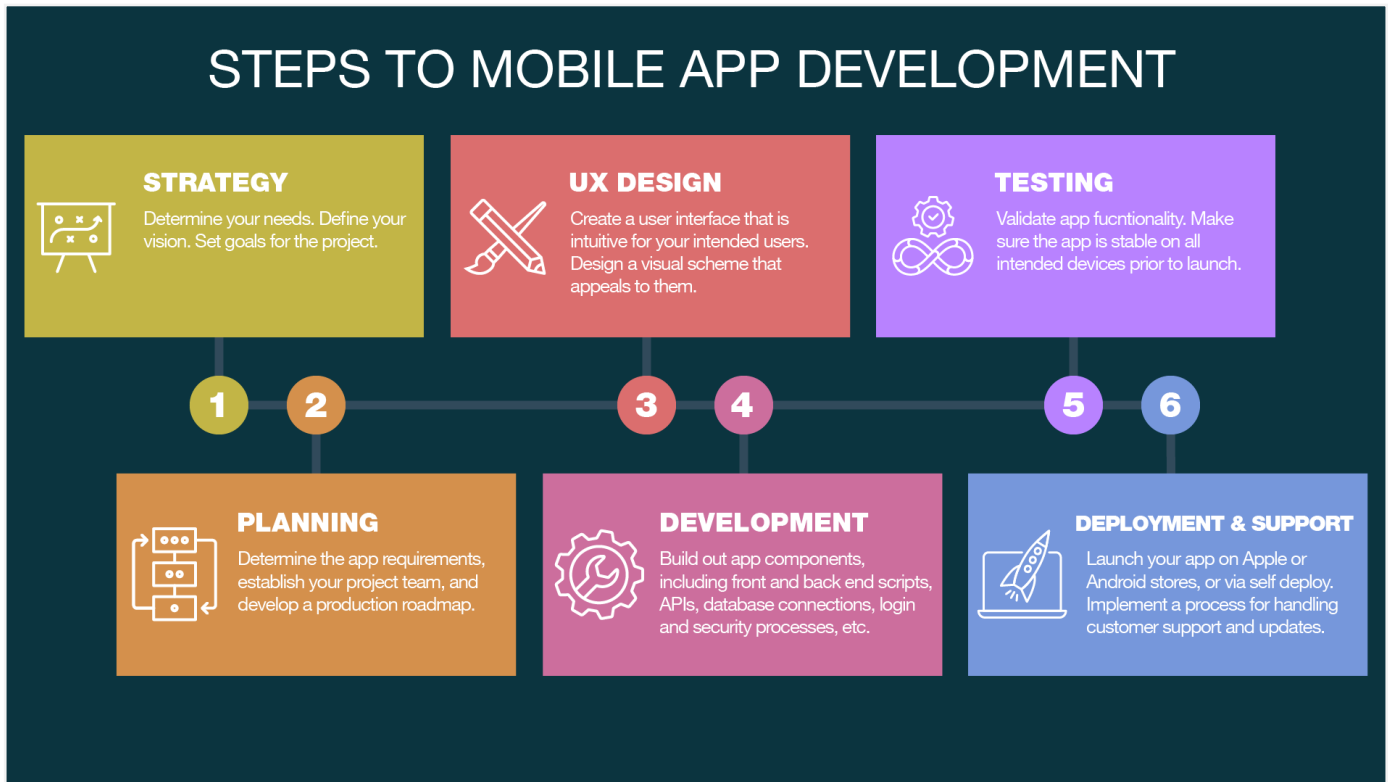 STEPS TO MOBILE APP DEVELOPMENT
STRATEGY
Determine your needs. Define your
vision. Set goals for the project.
UX DESIGN
Create a user interface that is
intuitive for your intended users.
Design a visual scheme that
appeals to them.
TESTING
Validate app fucntionality. Make
sure the app is stable on all
intended devices prior to launch.
1
2
3
4
5
6
PLANNING
Determine the app requirements,
establish your project team, and
develop a production roadmap.
DEVELOPMENT
Build out app components,
including front and back end scripts,
APIs, database connections, login
and security processes, etc.
DEPLOYMENT & SUPPORT
Launch your app on Apple or
Android stores, or via self deploy.
Implement a process for handling
customer support and updates.